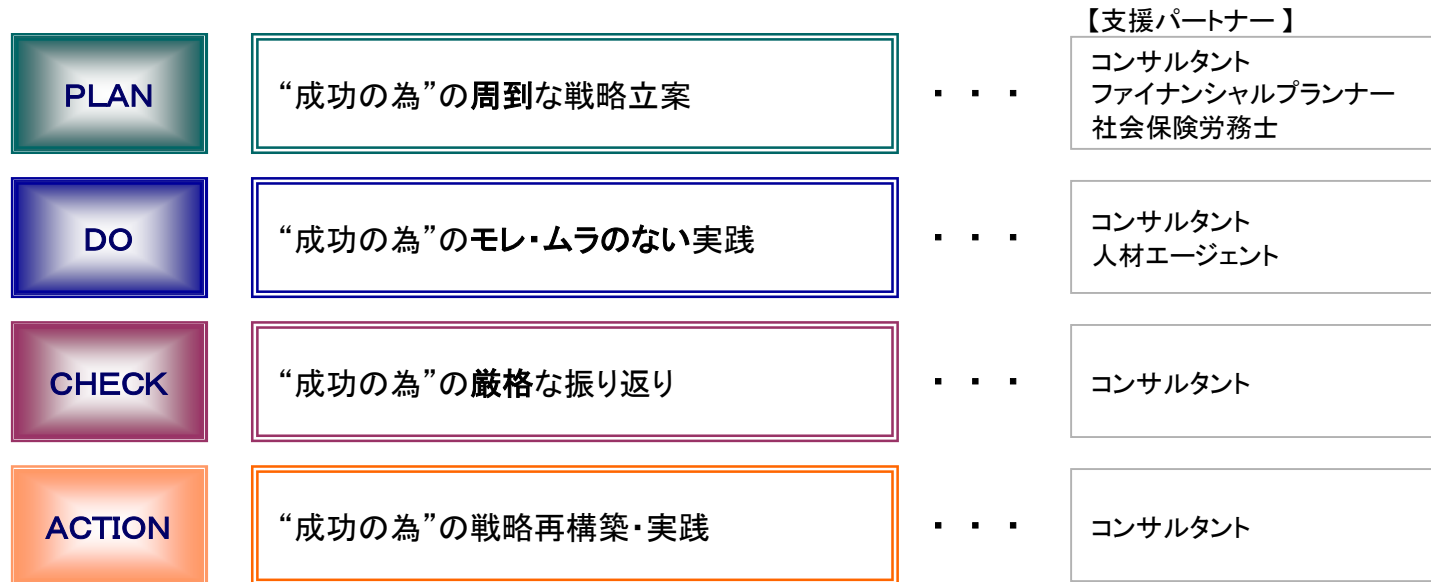 【支援パートナー】
PLAN
“成功の為”の周到な戦略立案
・・・
コンサルタント
ファイナンシャルプランナー
社会保険労務士
DO
“成功の為”のモレ・ムラのない実践
・・・
コンサルタント
人材エージェント
CHECK
“成功の為”の厳格な振り返り
・・・
コンサルタント
ACTION
“成功の為”の戦略再構築・実践
・・・
コンサルタント